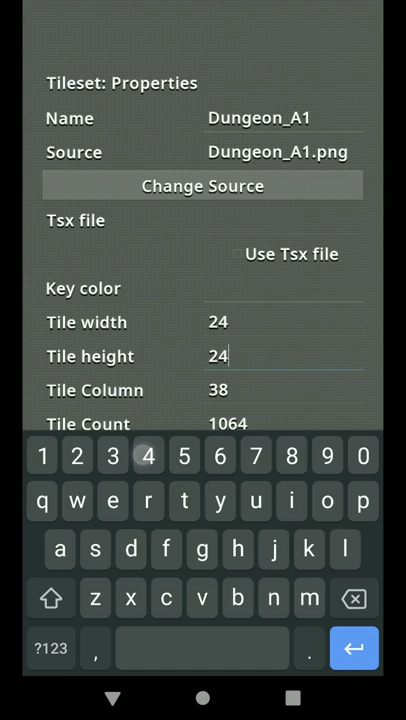 Tileset: Properties
Name Dungeon_A1
Source Dungeon_A1.png
Change Source
Tsx file
Use Tsx file
Key color
Tile width 24
Tile height 24
Tile Column 38
Tile Count 1064
1 2 3 4 5 6 7 8 9 0
q w e r t y u i o p
a s d f g h j k l
z x c v b n m
?123 , .